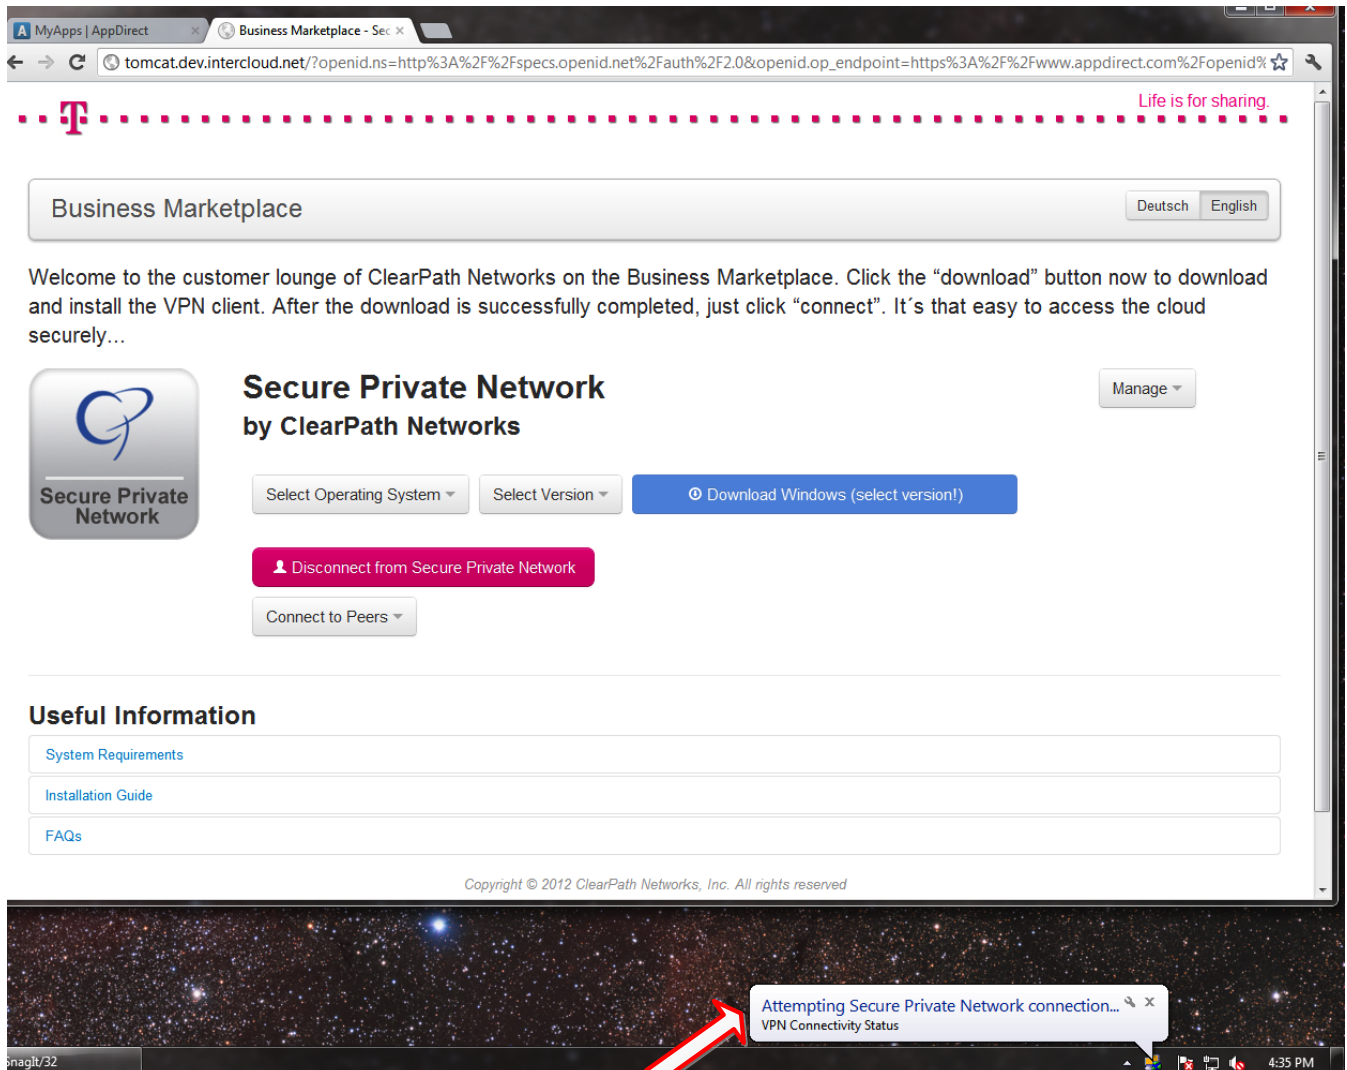 MyApps | AppDirect
Business Marketplace - Sec
tomcat.dev.intercloud.net/?openid.ns=http%3A%2F%2Fspecs.openid.net%2Fauth%2F2.0&openid.op_endpoint=https%3A%2F%2Fwww.appdirect.com%2Fopenid%
Life is for sharing.
T
Business Marketplace
Deutsch English
Welcome to the customer lounge of ClearPath Networks on the Business Marketplace. Click the “download” button now to download
and install the VPN client. After the download is successfully completed, just click “connect”. It´s that easy to access the cloud
securely…
Secure Private Network
by ClearPath Networks
Manage
Secure Private
Network
Select Operating System
Select Version
Download Windows (select version!)
Disconnect from Secure Private Network
Connect to Peers
Useful Information
System Requirements
Installation Guide
FAQs
Copyright © 2012 ClearPath Networks, Inc. All rights reserved
Attempting Secure Private Network connection...
VPN Connectivity Status
SnagIt/32
4:35 PM